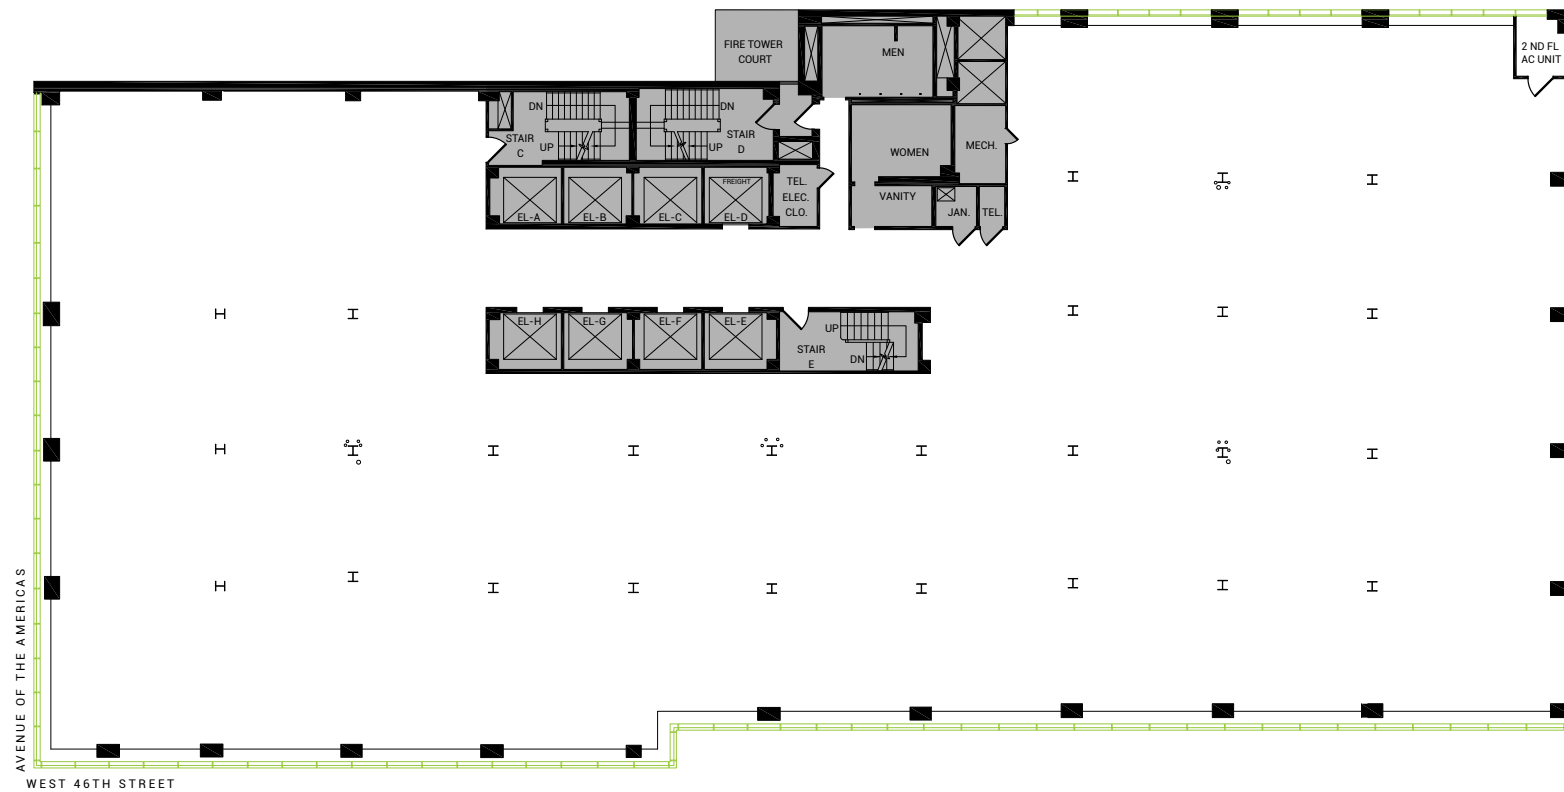 FIRE TOWER
COURT
MEN
2 ND FL
AC UNIT
DN
DN
STAIR
C
UP
UP
STAIR
D
WOMEN
MECH.
TEL.
ELEC.
CLO.
FREIGHT
EL-A
EL-B
EL-C
EL-D
VANITY
JAN.
TEL.
EL-H
EL-G
EL-F
EL-E
UP
STAIR
E
DN
AVENUE OF THE AMERICAS
WEST 46TH STREET